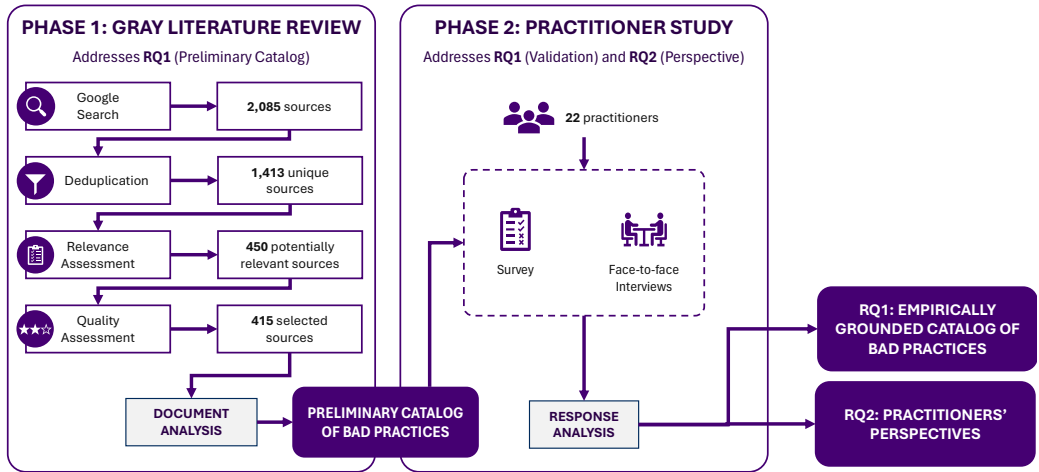 PHASE 1: GRAY LITERATURE REVIEW
Addresses RQ1 (Preliminary Catalog)
Google
Search
2,085 sources
Deduplication
1,413 unique
sources
Relevance
Assessment
450 potentially
relevant sources
Quality
Assessment
415 selected
sources
DOCUMENT
ANALYSIS
PRELIMINARY CATALOG
OF BAD PRACTICES
PHASE 2: PRACTITIONER STUDY
Addresses RQ1 (Validation) and RQ2 (Perspective)
22 practitioners
Survey
Face-to-face
Interviews
RESPONSE
ANALYSIS
RQ1: EMPIRICALLY
GROUNDED CATALOG OF
BAD PRACTICES
RQ2: PRACTITIONERS’
PERSPECTIVES